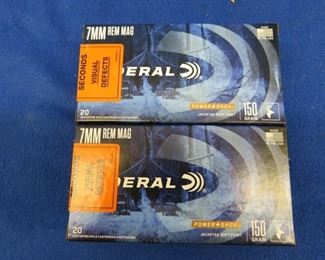 7MM REM MAG
SECONDS
VISUAL
DEFECTS
DERAL
20
CARTRIDGES
POWER•SHOK
JACKETED SOFT POINT
150
GRAIN
7MM REM MAG
SECONDS
VISUAL
DEFECTS
DERAL
20
POWER•SHOK
JACKETED SOFT POINT
150
GRAIN